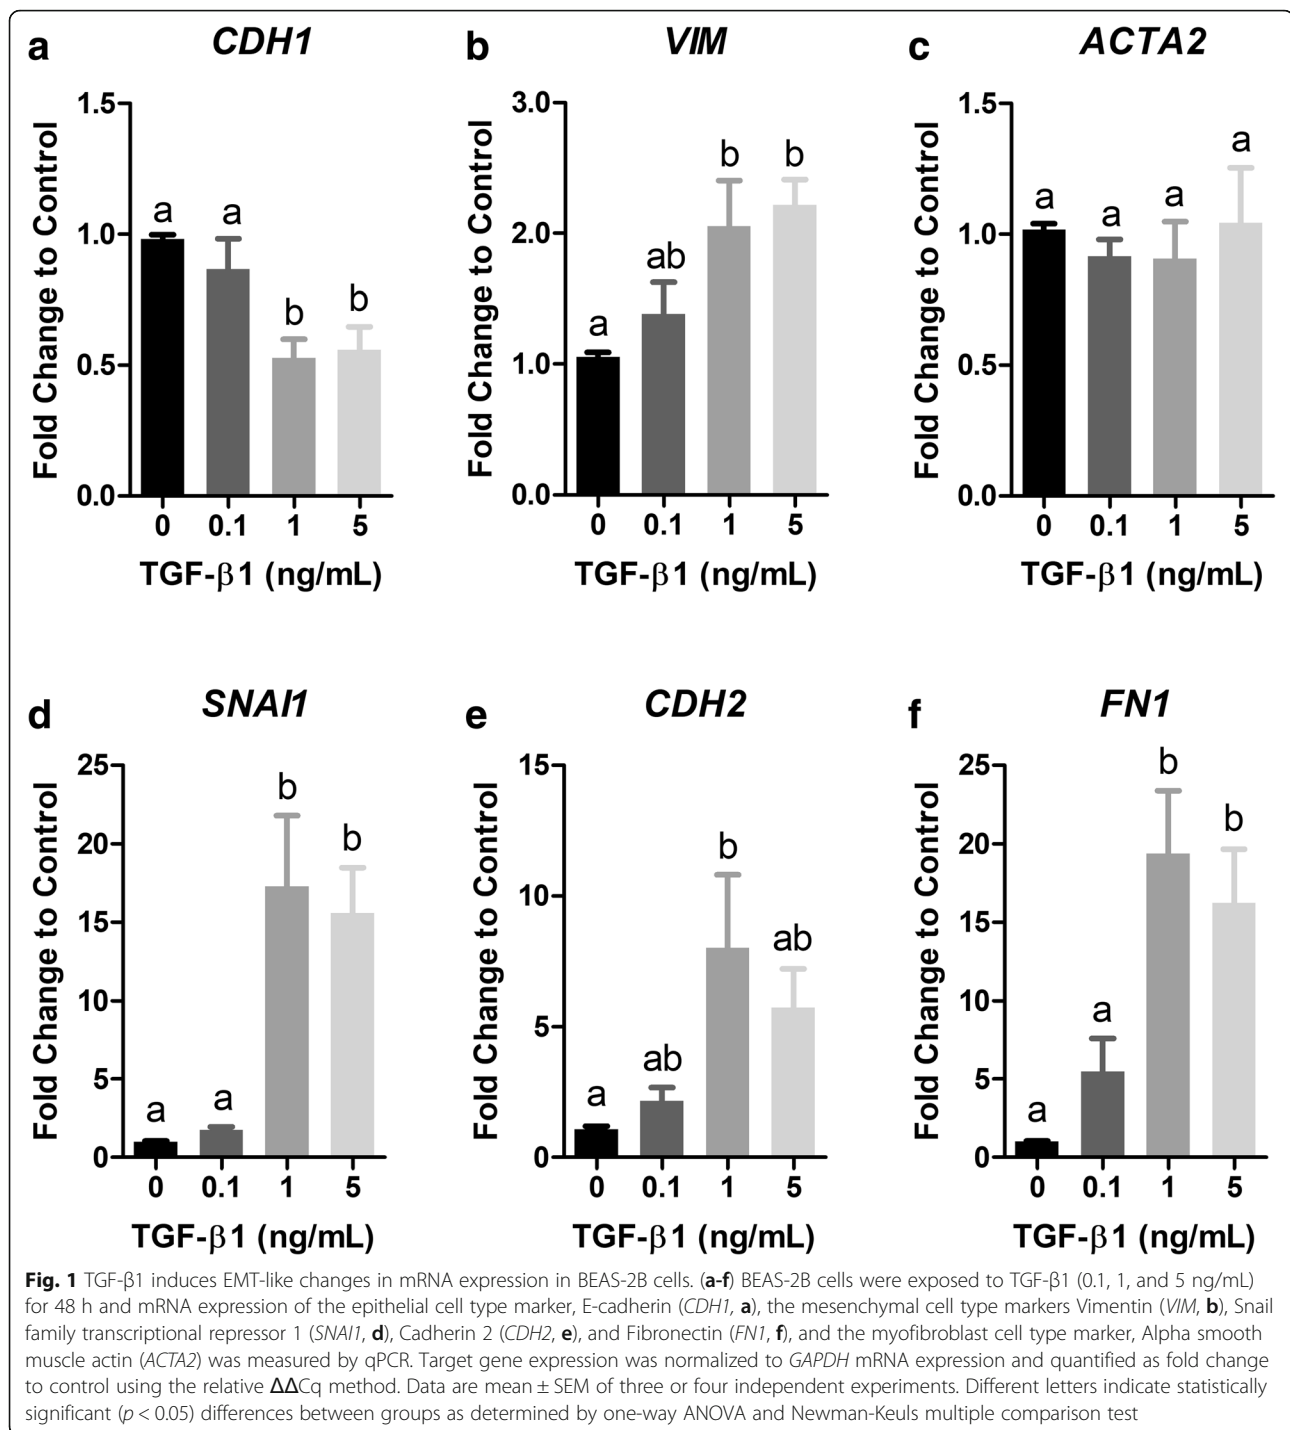 a CDH1
Fold Change to Control
1.5
1.0
0.5
0.0
a a b b
0 0.1 1 5
TGF-β1 (ng/mL)
b VIM
Fold Change to Control
3.0
2.0
1.0
0.0
a ab b b
0 0.1 1 5
TGF-β1 (ng/mL)
c ACTA2
Fold Change to Control
1.5
1.0
0.5
0.0
a a a a
0 0.1 1 5
TGF-β1 (ng/mL)
d SNAI1
Fold Change to Control
25
20
15
10
5
0
a a b b
0 0.1 1 5
TGF-β1 (ng/mL)
e CDH2
Fold Change to Control
15
10
5
0
a ab b ab
0 0.1 1 5
TGF-β1 (ng/mL)
f FN1
Fold Change to Control
25
20
15
10
5
0
a a b b
0 0.1 1 5
TGF-β1 (ng/mL)
Fig. 1 TGF-β1 induces EMT-like changes in mRNA expression in BEAS-2B cells. (a-f) BEAS-2B cells were exposed to TGF-β1 (0.1, 1, and 5 ng/mL)
for 48 h and mRNA expression of the epithelial cell type marker, E-cadherin (CDH1, a), the mesenchymal cell type markers Vimentin (VIM, b), Snail
family transcriptional repressor 1 (SNAI1, d), Cadherin 2 (CDH2, e), and Fibronectin (FN1, f), and the myofibroblast cell type marker, Alpha smooth
muscle actin (ACTA2) was measured by qPCR. Target gene expression was normalized to GAPDH mRNA expression and quantified as fold change
to control using the relative ΔΔCq method. Data are mean ± SEM of three or four independent experiments. Different letters indicate statistically
significant (p < 0.05) differences between groups as determined by one-way ANOVA and Newman-Keuls multiple comparison test